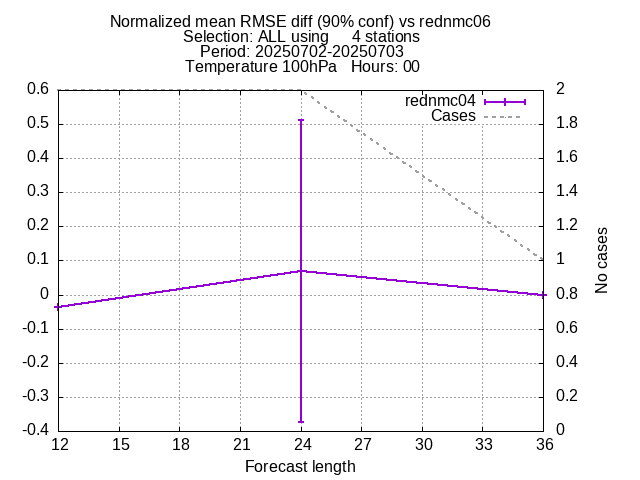 Normalized mean RMSE diff (90% conf) vs rednmc06
Selection: ALL using     4 stations
Period: 20250702-20250703
Temperature 100hPa   Hours: 00
rednmc04
Cases
0.6
0.5
0.4
0.3
0.2
0.1
0
-0.1
-0.2
-0.3
-0.4
2
1.8
1.6
1.4
1.2
1
0.8
0.6
0.4
0.2
0
No cases
12 15 18 21 24 27 30 33 36
Forecast length